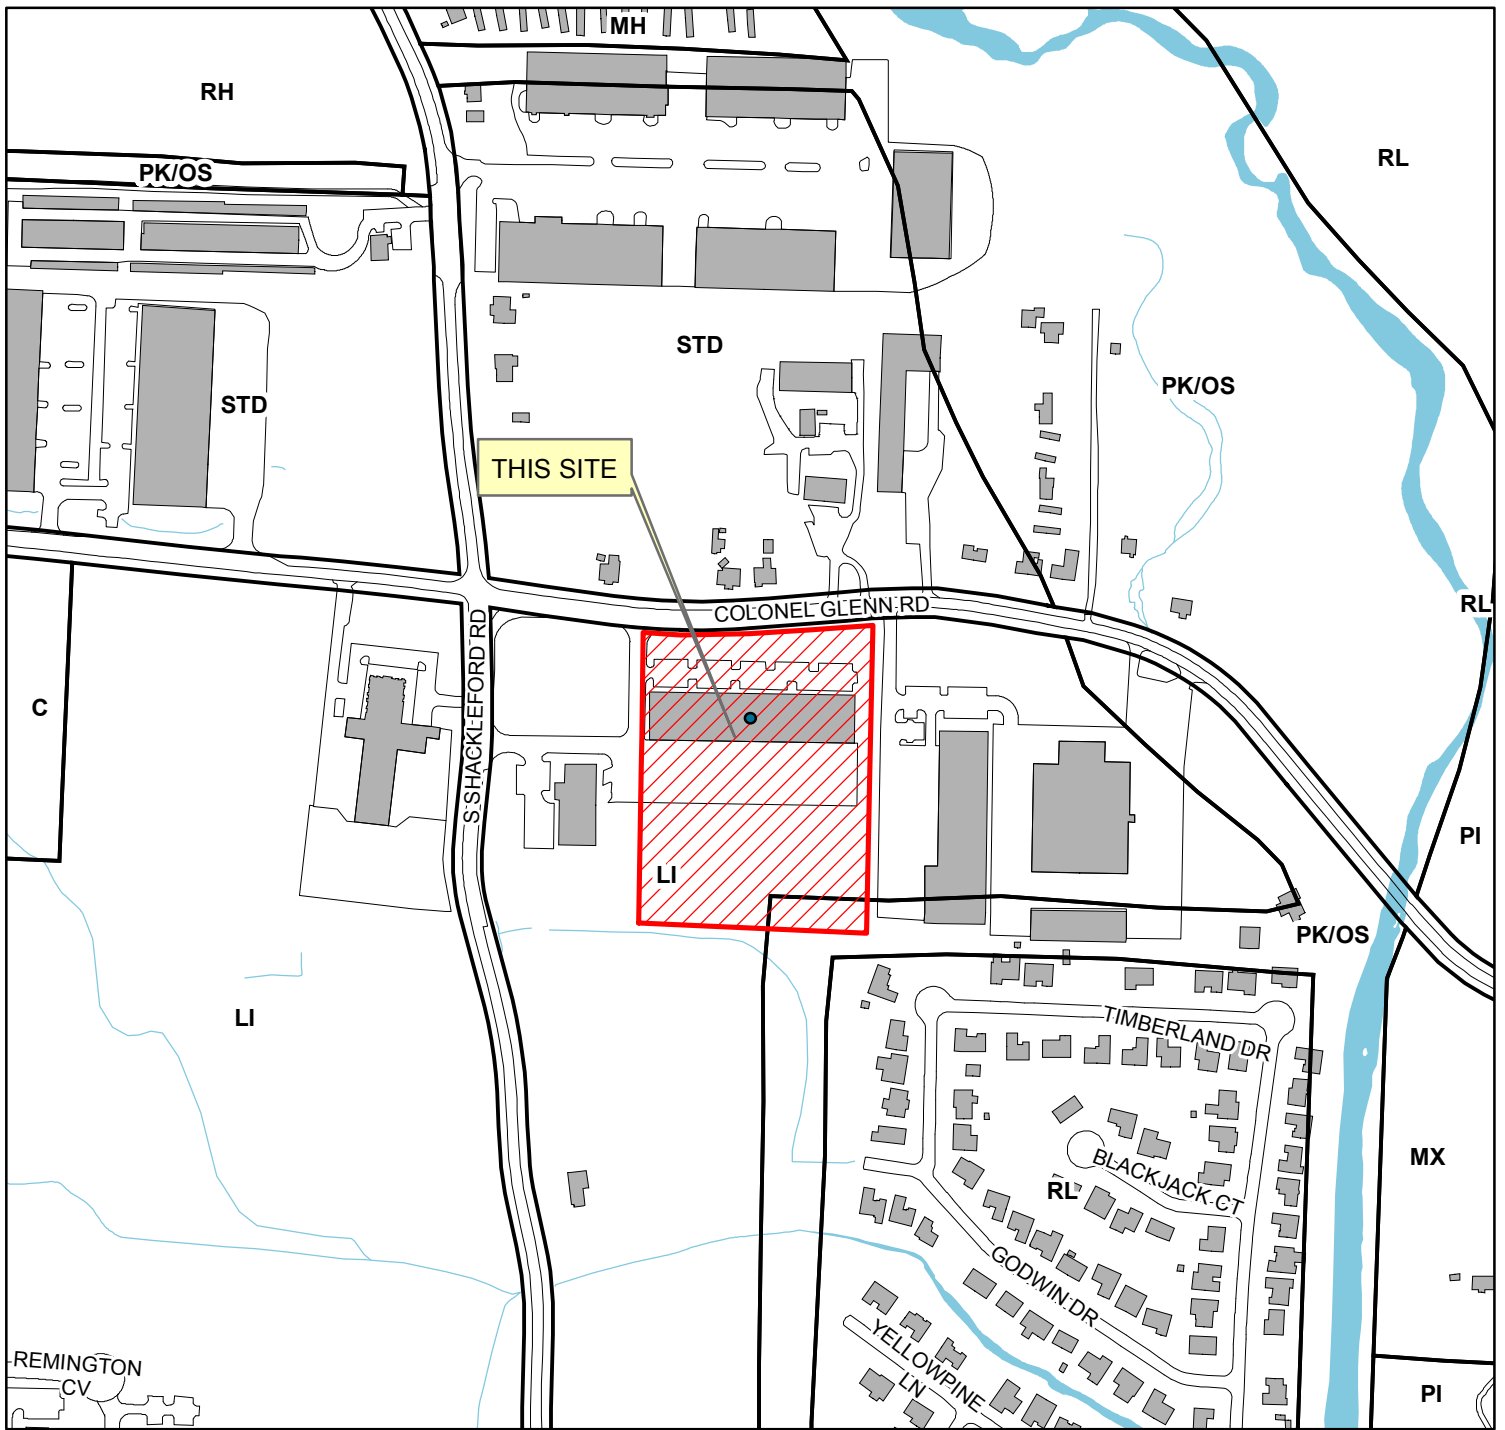 MH
RH
RL
PK/OS
STD
PK/OS
STD
THIS SITE
RL
COLONEL GLENN RD
S SHACKLEFORD RD
C
PI
LI
PK/OS
LI
TIMBERLAND DR
MX
BLACKJACK CT
RL
GODWIN DR
YELLOWPINE
LN
REMINGTON
CV
PI